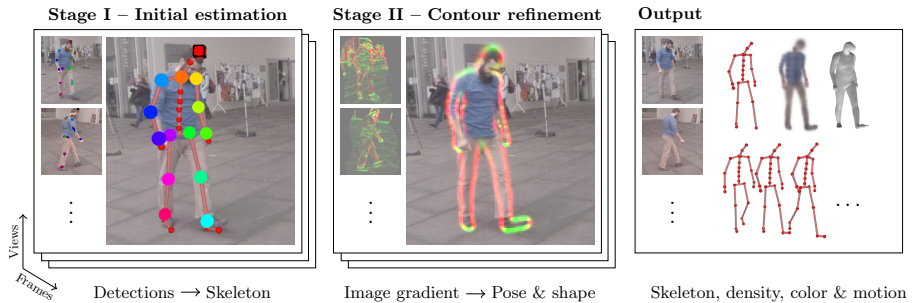 Stage I – Initial estimation
Stage II – Contour refinement
Output
Views
Frames
Detections → Skeleton
Image gradient → Pose & shape
Skeleton, density, color & motion